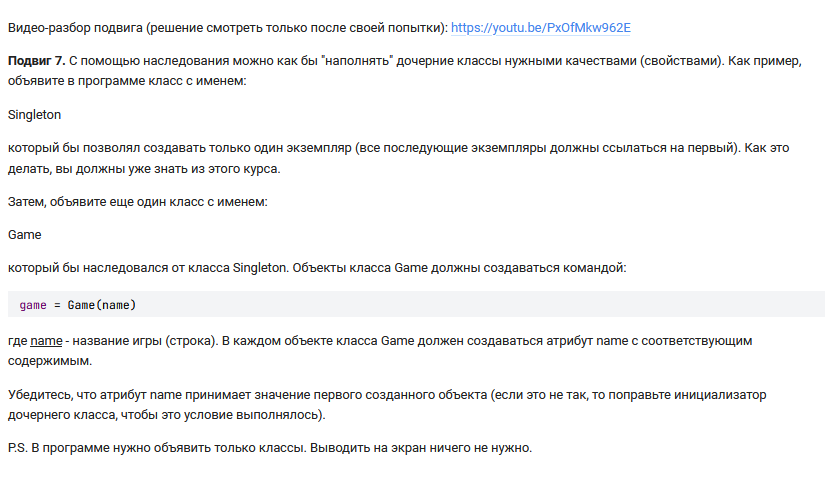 Видео-разбор подвига (решение смотреть только после своей попытки): https://youtu.be/PxOfMkw962E
Подвиг 7. С помощью наследования можно как бы "наполнять" дочерние классы нужными качествами (свойствами). Как пример,
объявите в программе класс с именем:
Singleton
который бы позволял создавать только один экземпляр (все последующие экземпляры должны ссылаться на первый). Как это
делать, вы должны уже знать из этого курса.
Затем, объявите еще один класс с именем:
Game
который бы наследовался от класса Singleton. Объекты класса Game должны создаваться командой:
game = Game(name)
где name - название игры (строка). В каждом объекте класса Game должен создаваться атрибут name с соответствующим
содержимым.
Убедитесь, что атрибут name принимает значение первого созданного объекта (если это не так, то поправьте инициализатор
дочернего класса, чтобы это условие выполнялось).
P.S. В программе нужно объявить только классы. Выводить на экран ничего не нужно.